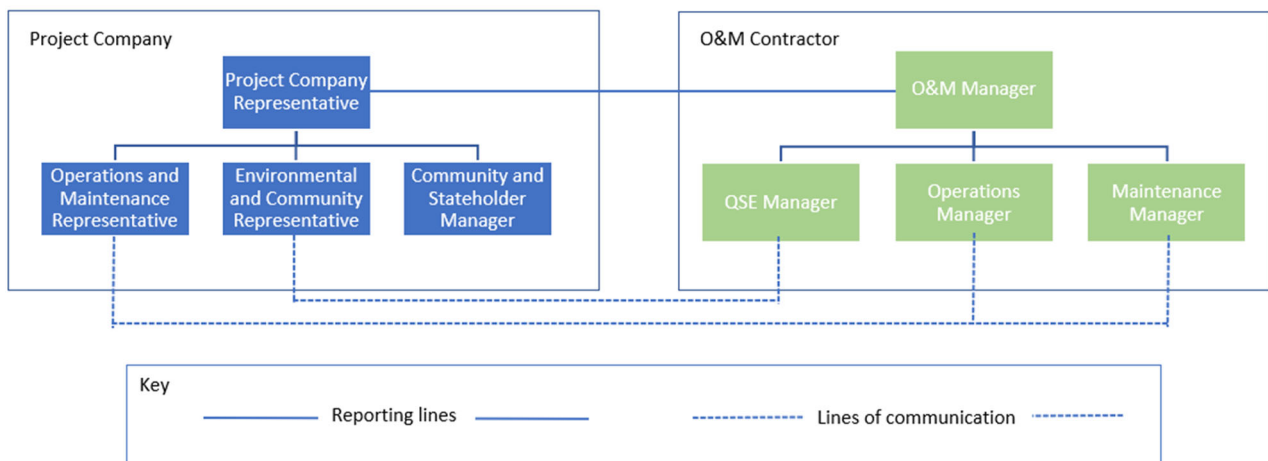 Project Company
O&M Contractor
Project Company
Representative
O&M Manager
Operations and
Maintenance
Representative
Environmental
and Community
Representative
Community and
Stateholder
Manager
QSE Manager
Operations
Manager
Maintenance
Manager
Key
Reporting lines
Lines of communication